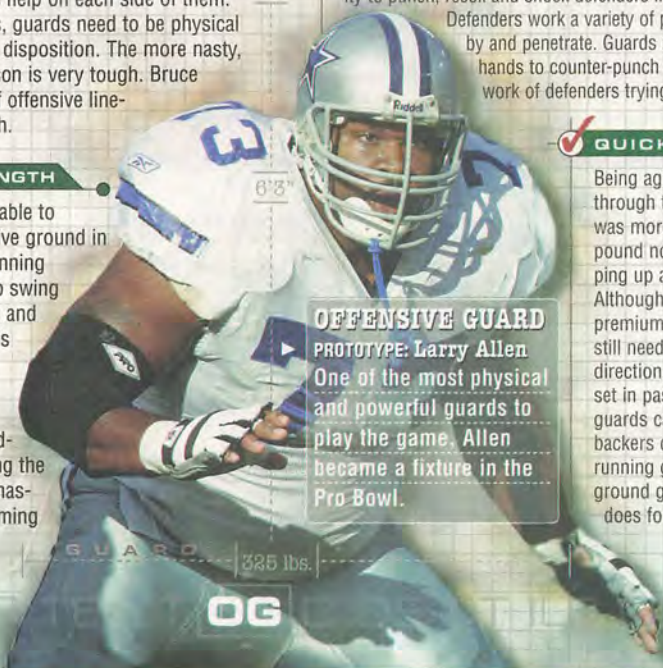 help on each side of them.
guards need to be physical
disposition. The more nasty,
son is very tough. Bruce
offensive line-
NGTH
able to
ve ground in
nning
swing
and
s
ng the
ming
Defenders work a variety of
by and penetrate. Guards
hands to counter-punch
work of defenders trying
QUICK
Being ag
through
was more
pound
ping up a
Although
premium
still need
direction
set in pas
guards c
backers
running g
ground g
does fo
Riddell
73
6'3"
OFFENSIVE GUARD
PROTOTYPE: Larry Allen
One of the most physical
and powerful guards to
play the game, Allen
became a fixture in the
Pro Bowl.
GUARD
325 lbs.
OG